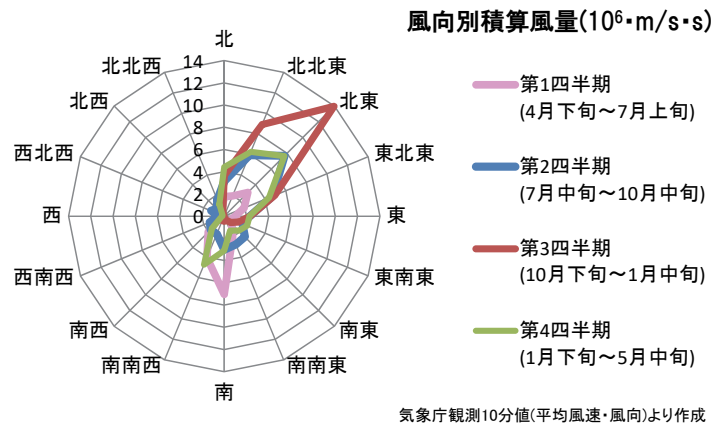 風向別積算風量(10⁶・m/s・s)
北
北北東
北東
東北東
東
東南東
南東
南南東
南
南南西
南西
西南西
西
西北西
北西
北北西
14
12
10
8
6
4
2
0
第1四半期
(4月下旬～7月上旬)
第2四半期
(7月中旬～10月中旬)
第3四半期
(10月下旬～1月中旬)
第4四半期
(1月下旬～5月中旬)
気象庁観測10分値(平均風速・風向)より作成